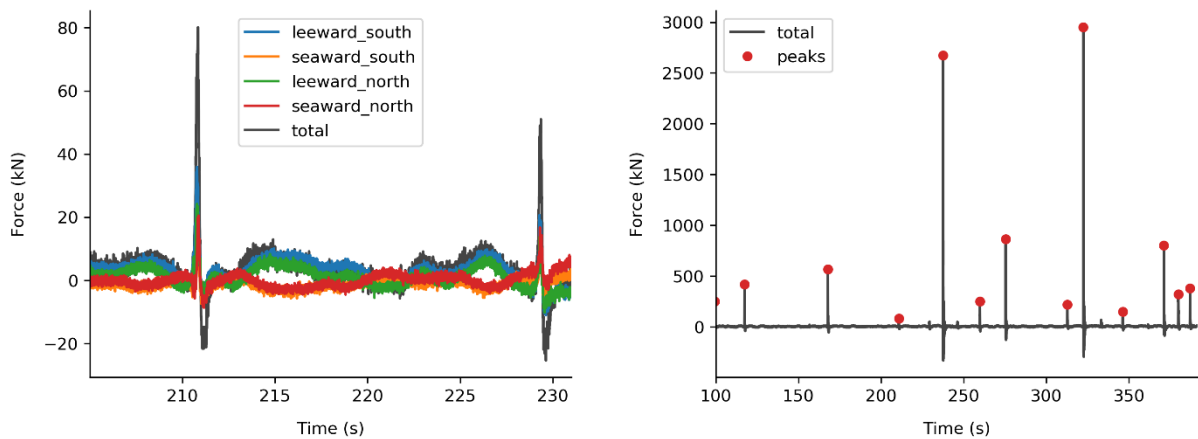 80
60
40
20
0
−20
Force (kN)
leeward_south
seaward_south
leeward_north
seaward_north
total
210
215
220
225
230
Time (s)
3000
2500
2000
1500
1000
500
0
Force (kN)
total
peaks
100
150
200
250
300
350
Time (s)